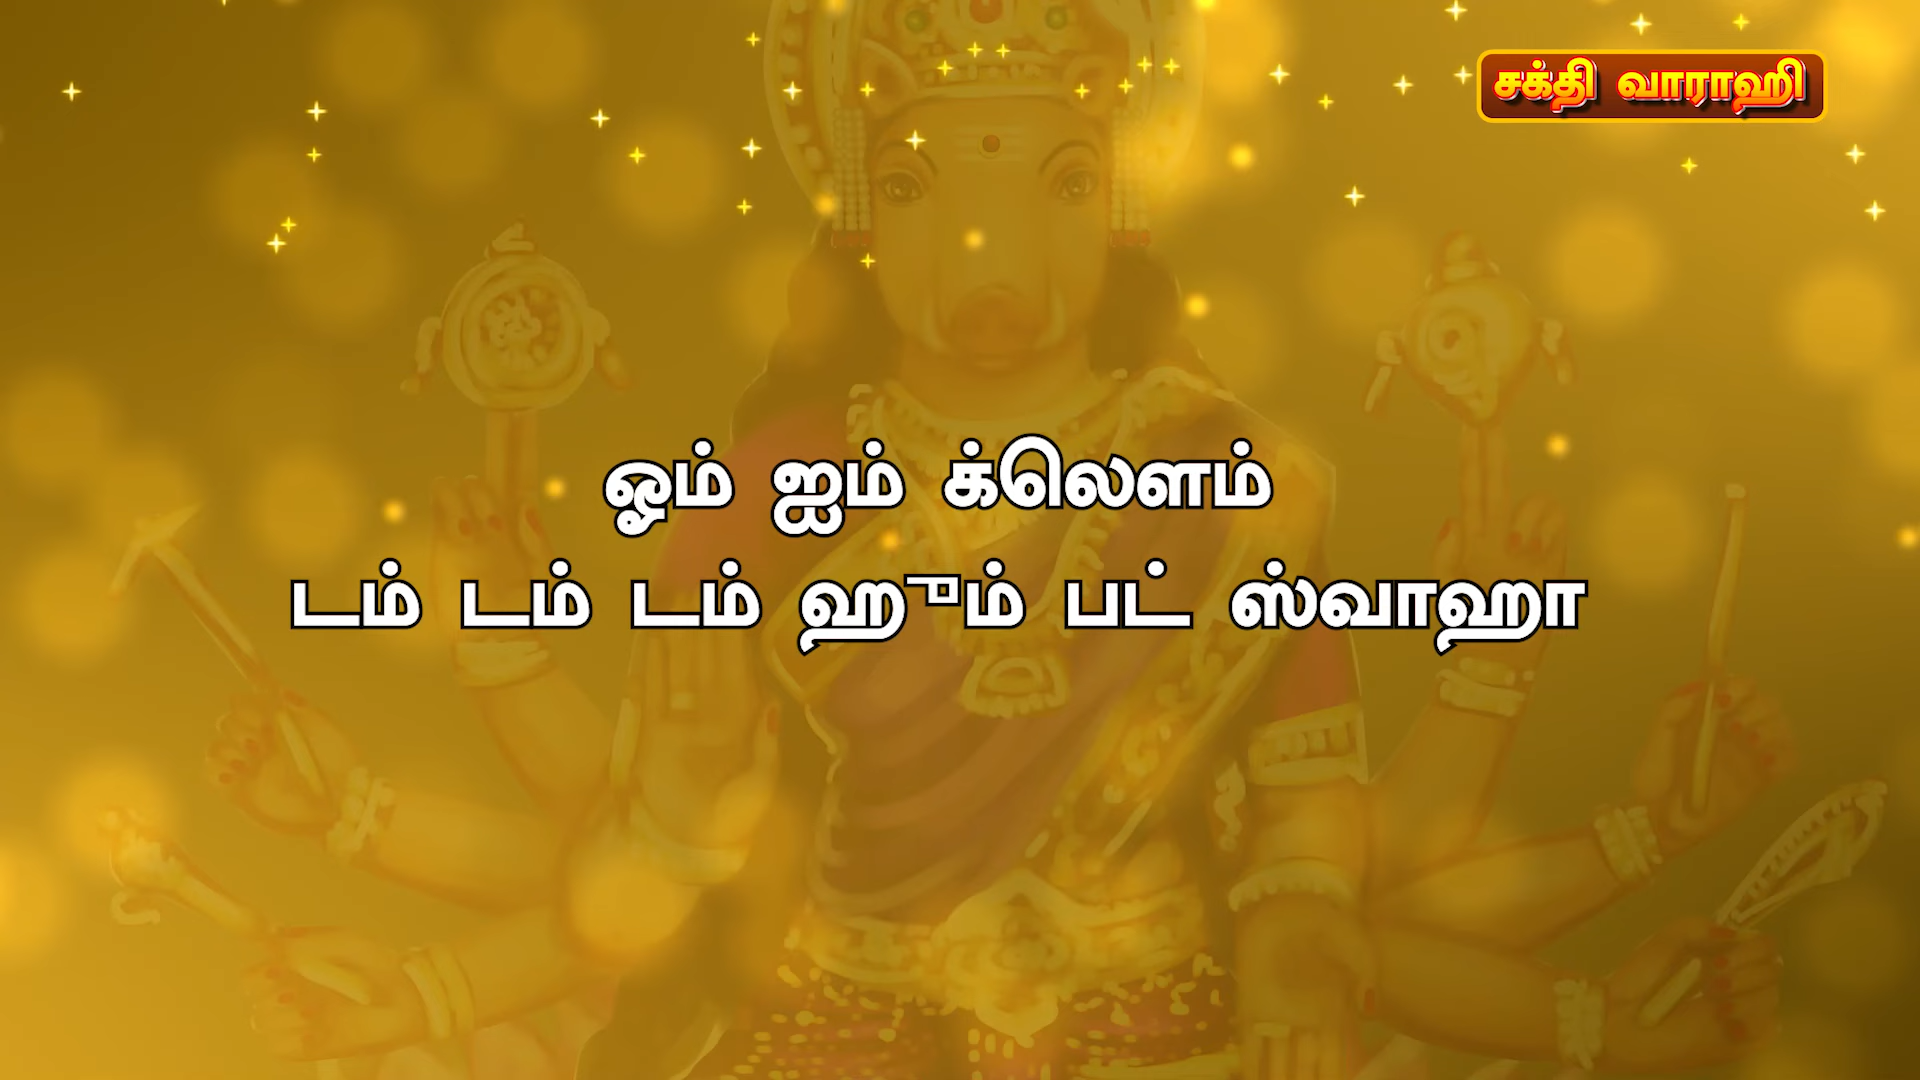 சக்தி வாராஹி
ஓம் ஐம் க்லௌம்
டம் டம் டம் ஹும் பட் ஸ்வாஹா